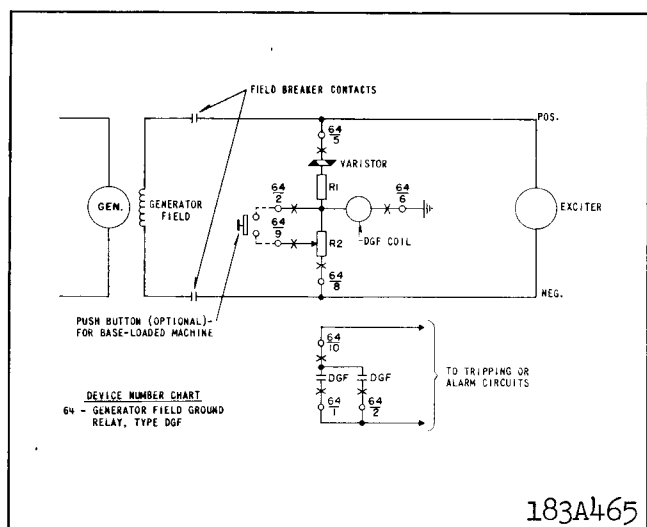 FIELD BREAKER CONTACTS
POS.
64
5
VARISTOR
R1
64
2
64
6
GEN.
GENERATOR
FIELD
EXCITER
64
9
R2
DGF COIL
64
8
NEG.
PUSH BUTTON (OPTIONAL)-
FOR BASE-LOADED MACHINE
64
10
DGF
DGF
TO TRIPPING OR
ALARM CIRCUITS
64
1
64
2
DEVICE NUMBER CHART
64 - GENERATOR FIELD GROUND
RELAY, TYPE DGF
183A465